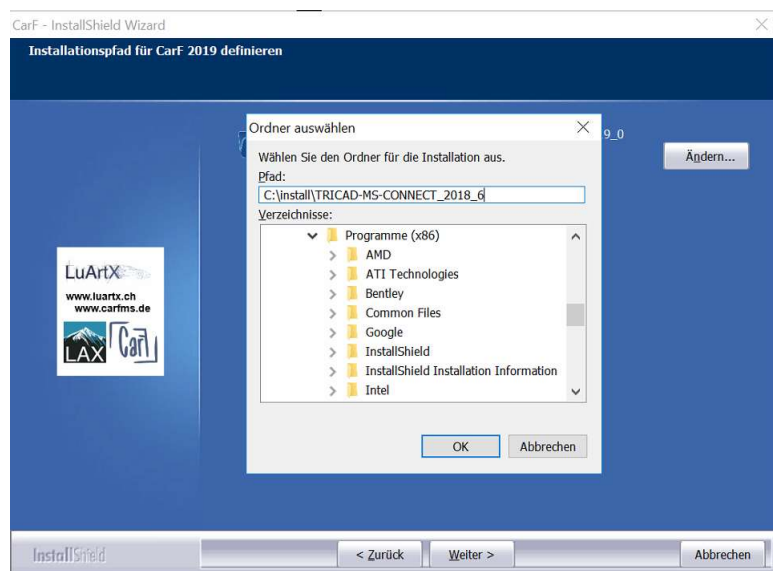 CarF - InstallShield Wizard
Installationspfad für CarF 2019 definieren
Ordner auswählen
9_0
Ändern...
Wählen Sie den Ordner für die Installation aus.
Pfad:
C:\install\TRICAD-MS-CONNECT_2018_6
Verzeichnisse:
Programme (x86)
AMD
ATI Technologies
Bentley
Common Files
Google
InstallShield
InstallShield Installation Information
Intel
LuArtX
www.luartx.ch
www.carfms.de
LAX
CarF
OK
Abbrechen
InstallShield
< Zurück
Weiter >
Abbrechen